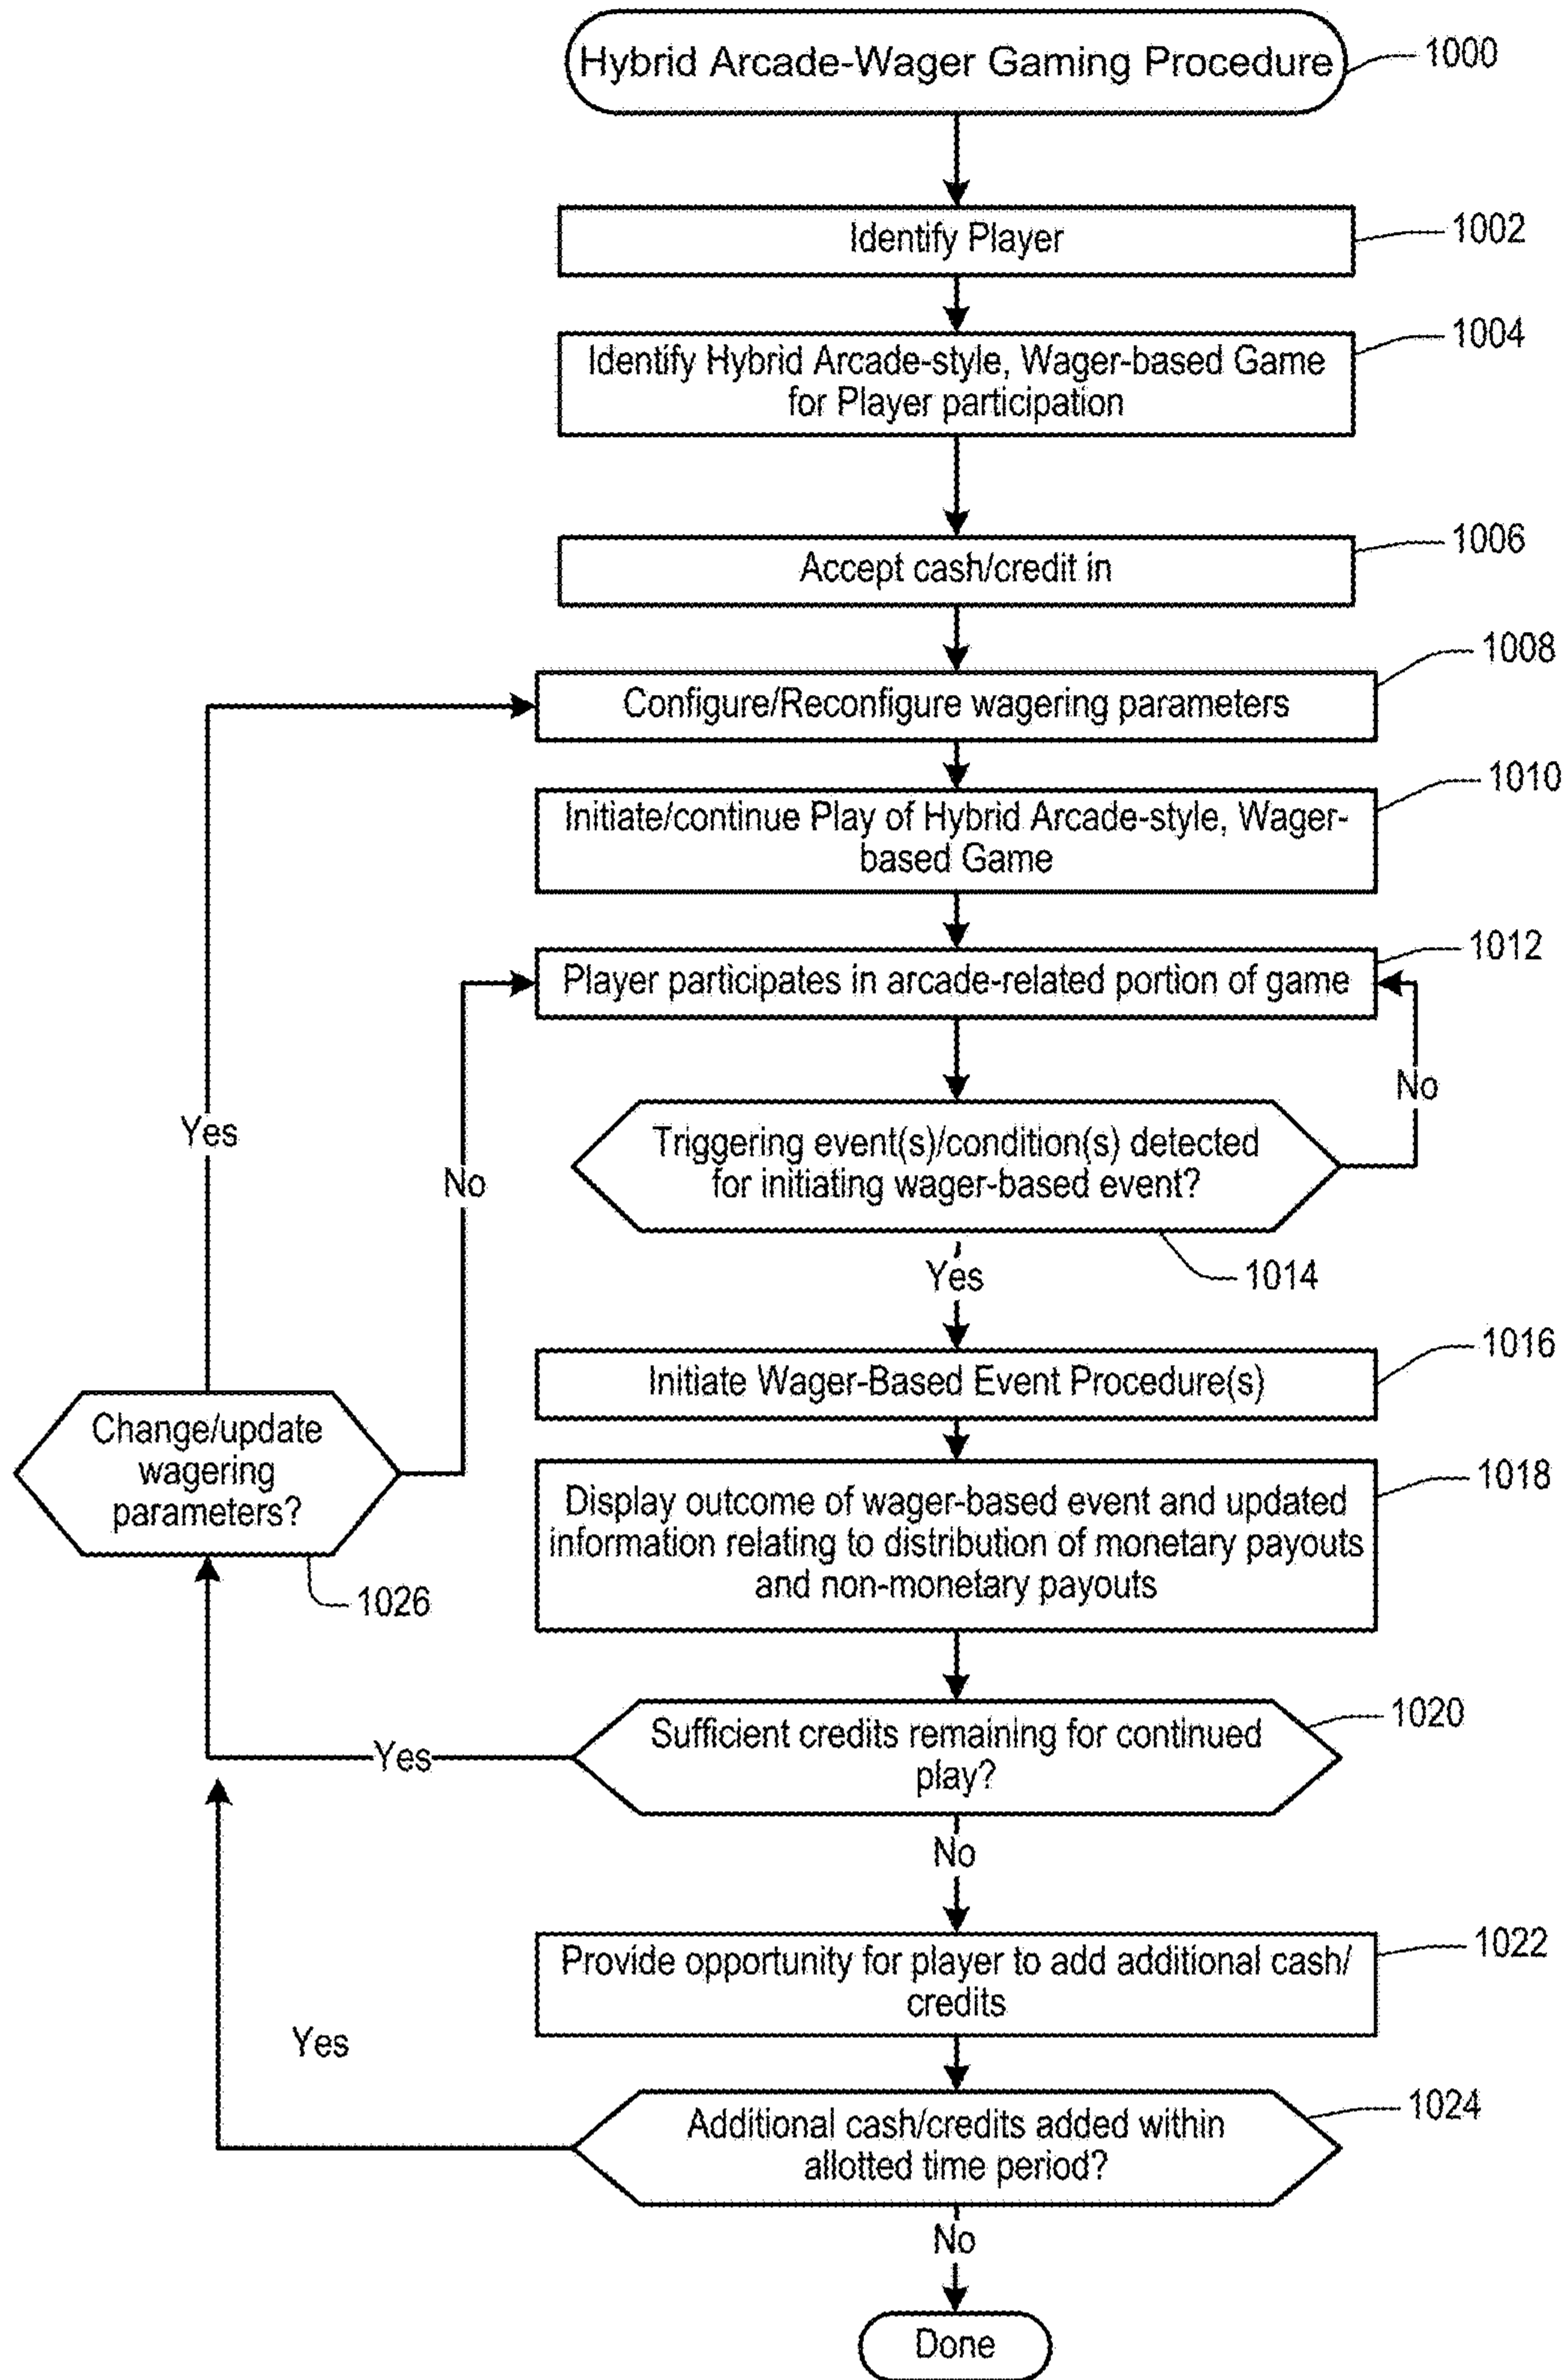 Hybrid Arcade-Wager Gaming Procedure
1000
Identify Player
1002
Identify Hybrid Arcade-style, Wager-based Game
for Player participation
1004
Accept cash/credit in
1006
Configure/Reconfigure wagering parameters
1008
Initiate/continue Play of Hybrid Arcade-style, Wager-
based Game
1010
Player participates in arcade-related portion of game
1012
No
Triggering event(s)/condition(s) detected
for initiating wager-based event?
1014
Yes
No
Yes
Initiate Wager-Based Event Procedure(s)
1016
Change/update
wagering
parameters?
1026
Display outcome of wager-based event and updated
information relating to distribution of monetary payouts
and non-monetary payouts
1018
Sufficient credits remaining for continued
play?
1020
Yes
No
Provide opportunity for player to add additional cash/
credits
1022
Yes
Additional cash/credits added within
allotted time period?
1024
No
Done